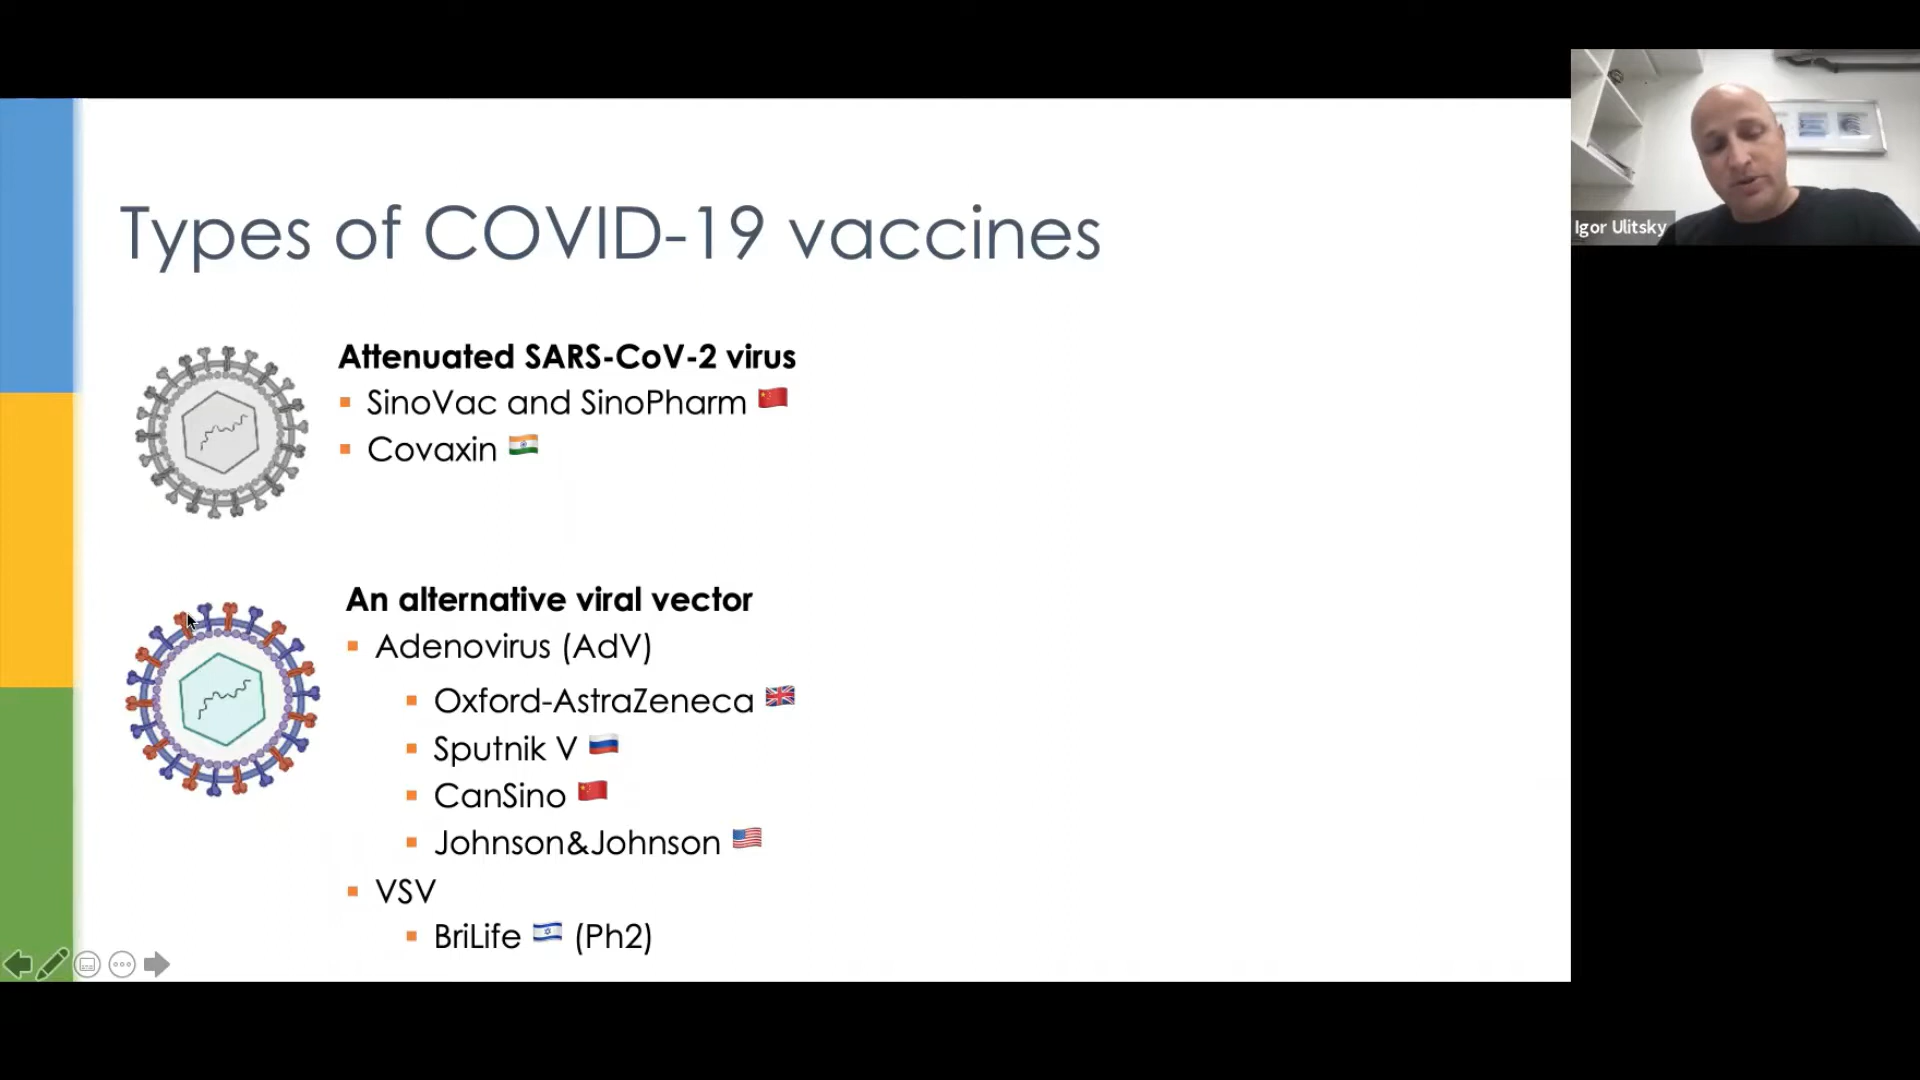 Types of COVID-19 vaccines
Attenuated SARS-CoV-2 virus
SinoVac and SinoPharm 🇨🇳
Covaxin 🇮🇳
An alternative viral vector
Adenovirus (AdV)
Oxford-AstraZeneca 🇬🇧
Sputnik V 🇷🇺
CanSino 🇨🇳
Johnson&Johnson 🇺🇸
VSV
BriLife 🇮🇱 (Ph2)
Igor Ulitsky